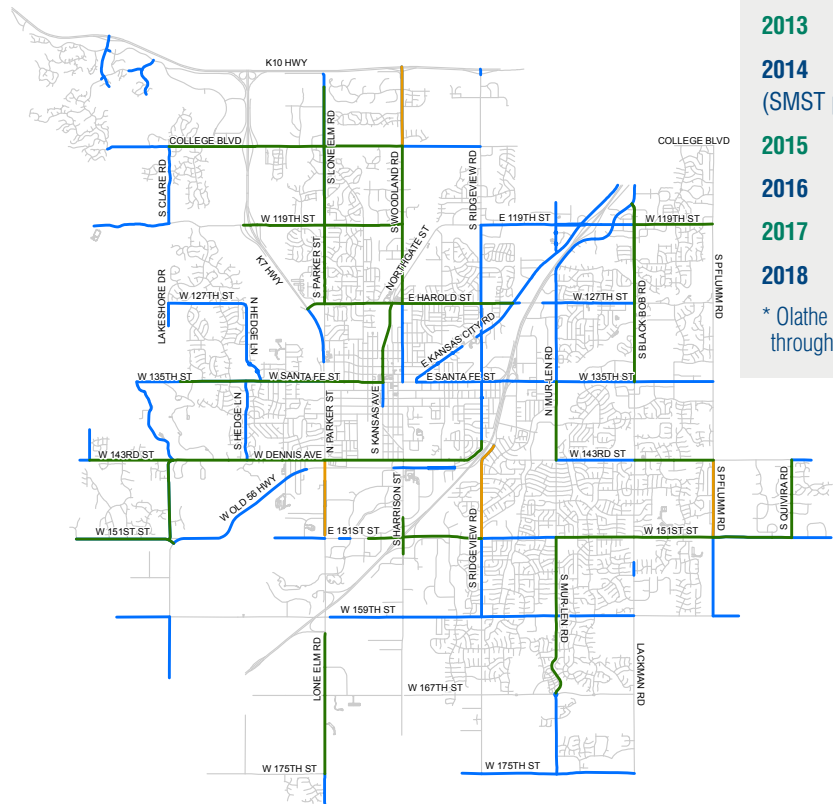 2013
2014
(SMST
2015
2016
2017
2018
* Olathe
through
K10 HWY
COLLEGE BLVD
COLLEGE BLVD
S CLARE RD
S LONE ELM RD
S WOODLAND RD
S RIDGEVIEW RD
W 119TH ST
E 119TH ST
W 119TH ST
K7 HWY
S PARKER ST
NORTHGATE ST
S PFLUMM RD
LAKESHORE DR
W 127TH ST
N HEDGE LN
E HAROLD ST
W 127TH ST
S BLACK BOB RD
E KANSAS CITY RD
W 135TH ST
W SANTA FE ST
E SANTA FE ST
W 135TH ST
N MUR-LEN RD
S HEDGE LN
N PARKER ST
S KANSAS AVE
W 143RD ST
W DENNIS AVE
W 143RD ST
W OLD 56 HWY
S HARRISON ST
S RIDGEVIEW RD
S PFLUMM RD
S QUIVIRA RD
W 151ST ST
E 151ST ST
W 151ST ST
S MUR-LEN RD
W 159TH ST
LONE ELM RD
LACKMAN RD
W 167TH ST
W 175TH ST
W 175TH ST